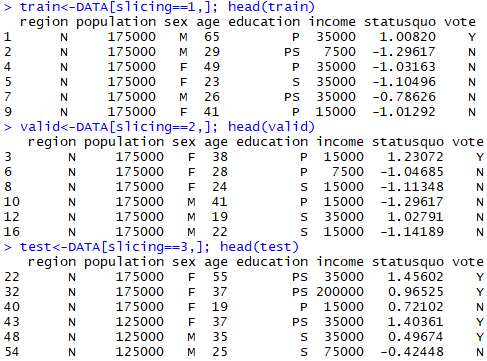 > train<-DATA[slicing==1,]; head(train)
region population sex age education income statusquo vote
1 N 175000 M 65 P 35000 1.00820 Y
2 N 175000 M 29 PS 7500 -1.29617 N
4 N 175000 F 49 P 35000 -1.03163 N
5 N 175000 F 23 S 35000 -1.10496 N
7 N 175000 M 26 PS 35000 -0.78626 N
9 N 175000 F 41 P 15000 -1.01292 N
> valid<-DATA[slicing==2,]; head(valid)
region population sex age education income statusquo vote
3 N 175000 F 38 P 15000 1.23072 Y
6 N 175000 F 28 P 7500 -1.04685 N
8 N 175000 F 24 S 15000 -1.11348 N
10 N 175000 M 41 P 15000 -1.29617 N
12 N 175000 M 19 S 35000 1.02791 N
16 N 175000 M 22 S 15000 -1.14189 N
> test<-DATA[slicing==3,]; head(test)
region population sex age education income statusquo vote
22 N 175000 F 55 PS 35000 1.45602 Y
32 N 175000 F 37 PS 200000 0.96525 Y
40 N 175000 F 19 P 15000 0.72102 N
43 N 125000 F 37 PS 35000 1.40361 Y
48 N 125000 M 35 S 35000 0.49674 Y
54 N 125000 M 25 S 75000 -0.42448 N